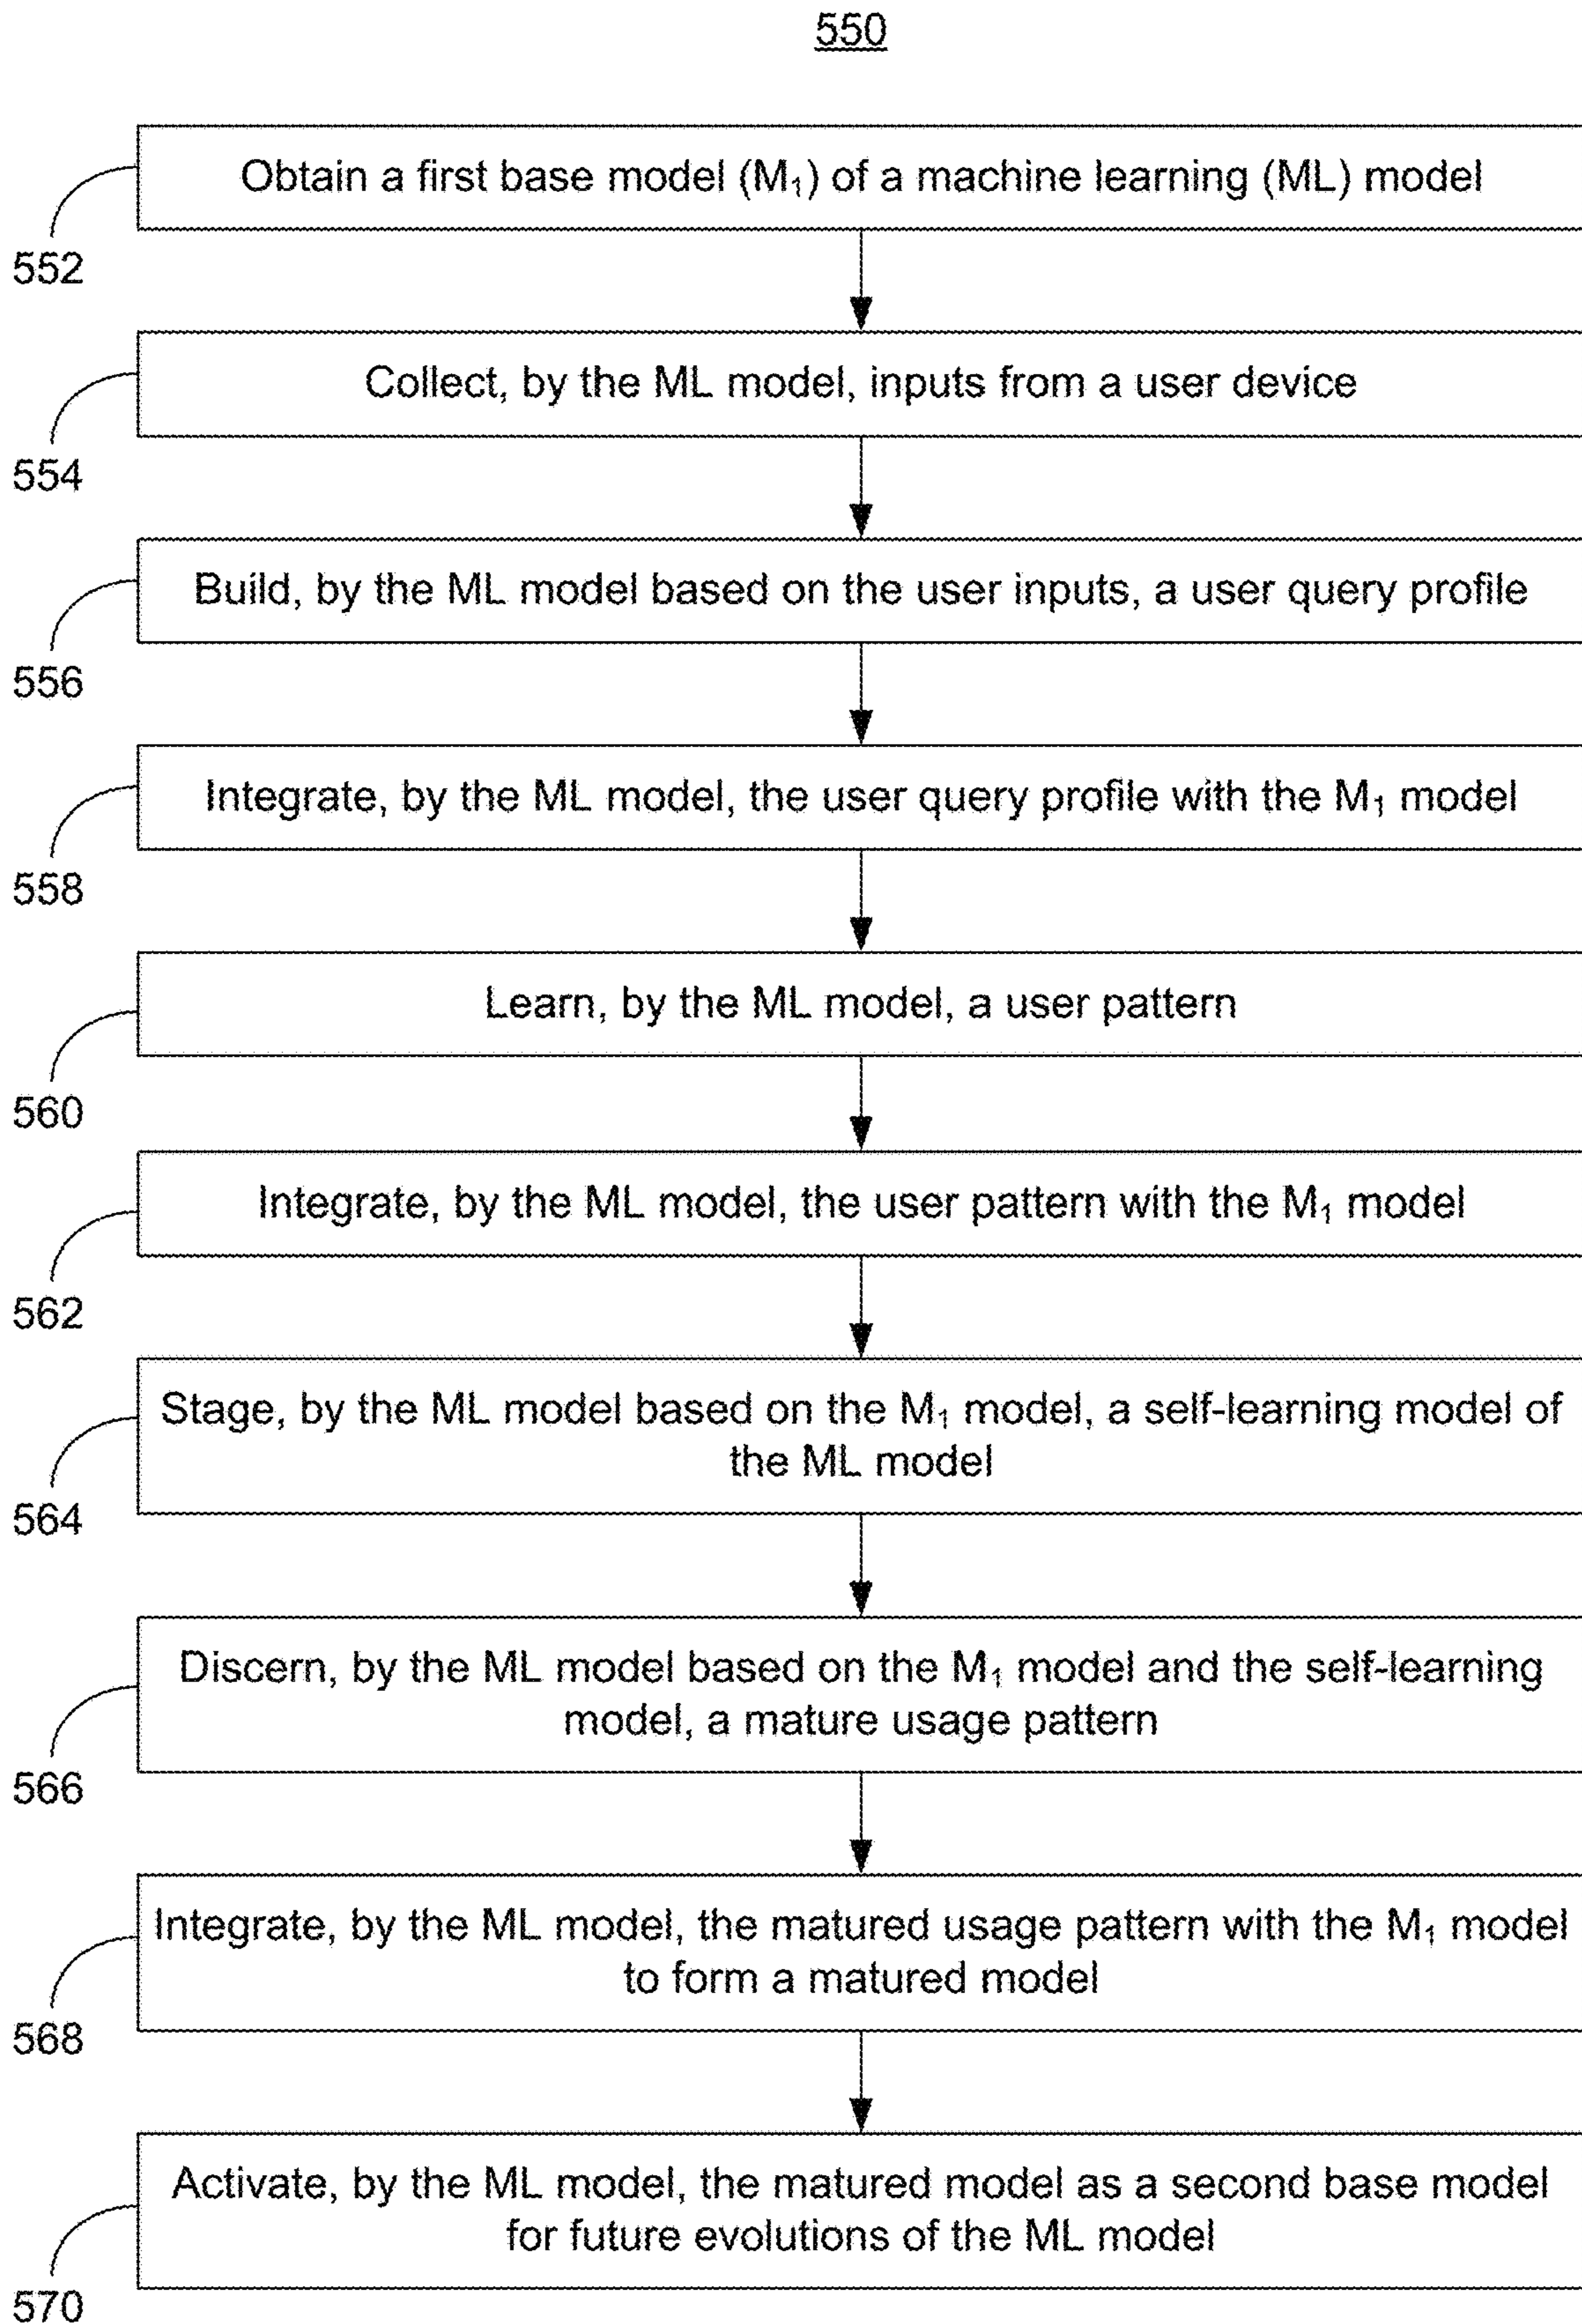 550
Obtain a first base model (M₁) of a machine learning (ML) model
552
Collect, by the ML model, inputs from a user device
554
Build, by the ML model based on the user inputs, a user query profile
556
Integrate, by the ML model, the user query profile with the M₁ model
558
Learn, by the ML model, a user pattern
560
Integrate, by the ML model, the user pattern with the M₁ model
562
Stage, by the ML model based on the M₁ model, a self-learning model of
the ML model
564
Discern, by the ML model based on the M₁ model and the self-learning
model, a mature usage pattern
566
Integrate, by the ML model, the matured usage pattern with the M₁ model
to form a matured model
568
Activate, by the ML model, the matured model as a second base model
for future evolutions of the ML model
570